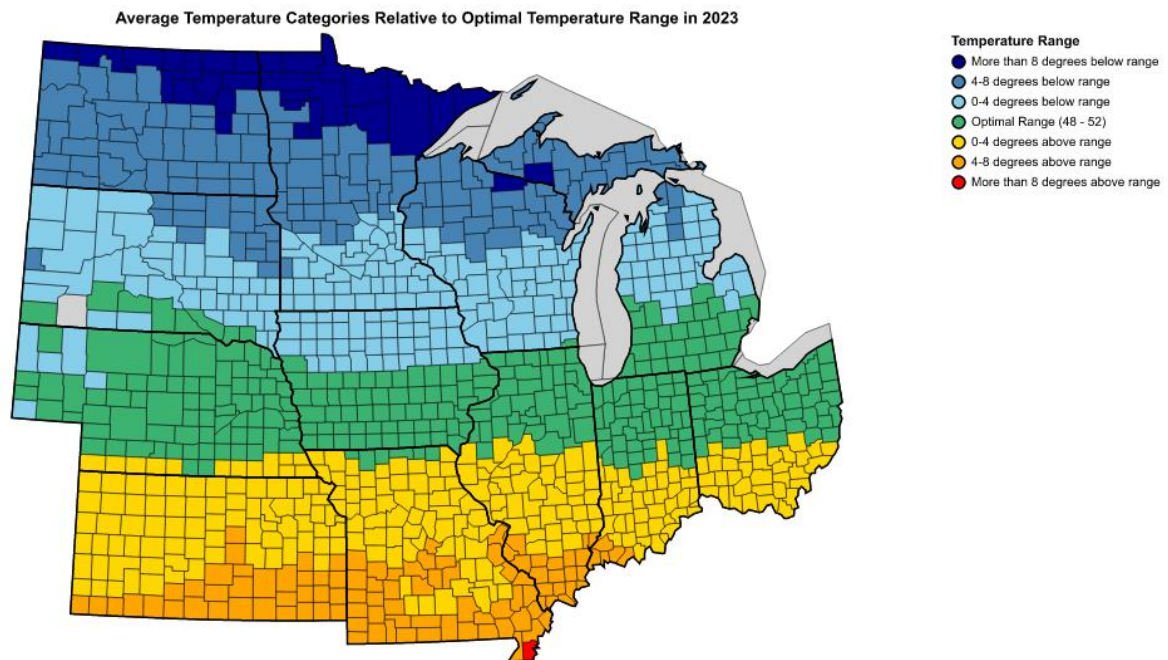 Average Temperature Categories Relative to Optimal Temperature Range in 2023
Temperature Range
More than 8 degrees below range
4-8 degrees below range
0-4 degrees below range
Optimal Range (48 - 52)
0-4 degrees above range
4-8 degrees above range
More than 8 degrees above range